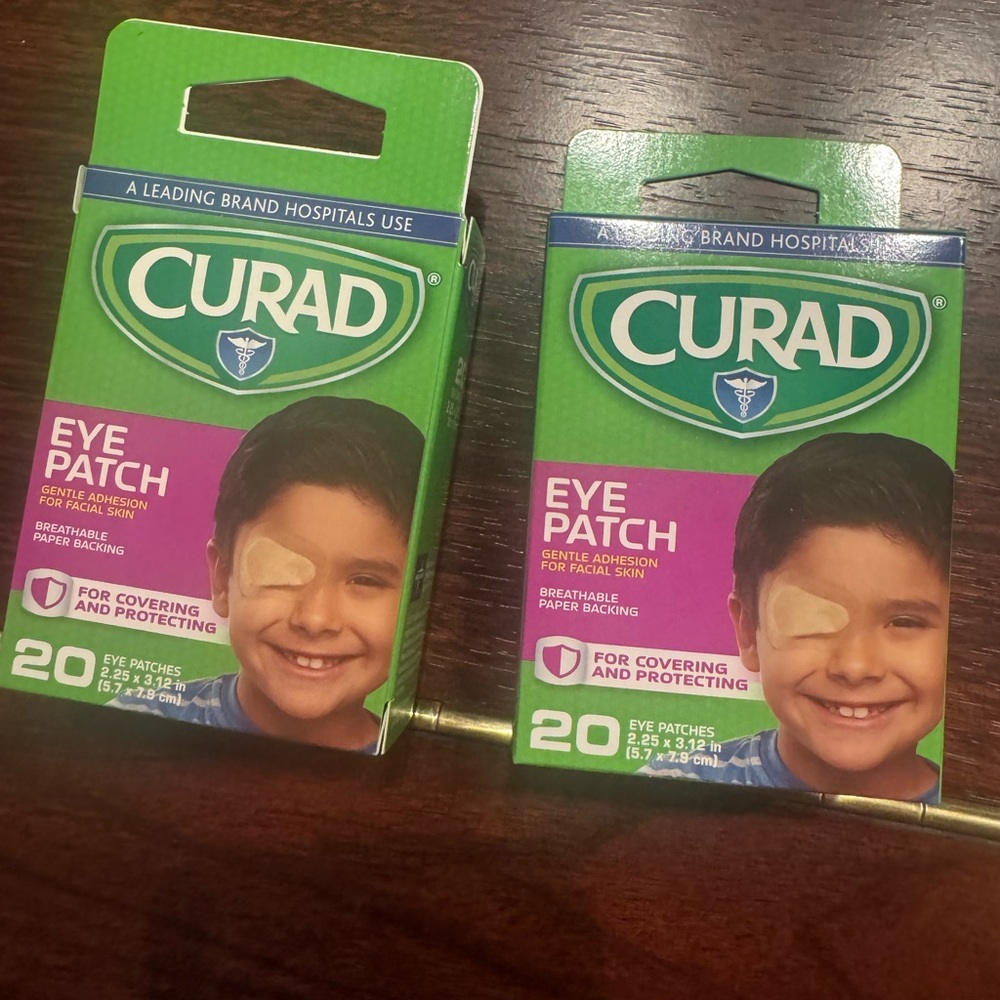 A LEADING BRAND HOSPITALS USE
CURAD®
EYE
PATCH
GENTLE ADHESION
FOR FACIAL SKIN
BREATHABLE
PAPER BACKING
FOR COVERING
AND PROTECTING
20 EYE PATCHES
2.25 x 3.12 in
(5.7 x 7.9 cm)
A LEADING BRAND HOSPITALS
CURAD®
EYE
PATCH
GENTLE ADHESION
FOR FACIAL SKIN
BREATHABLE
PAPER BACKING
FOR COVERING
AND PROTECTING
20 EYE PATCHES
2.25 x 3.12 in
(5.7 x 7.9 cm)